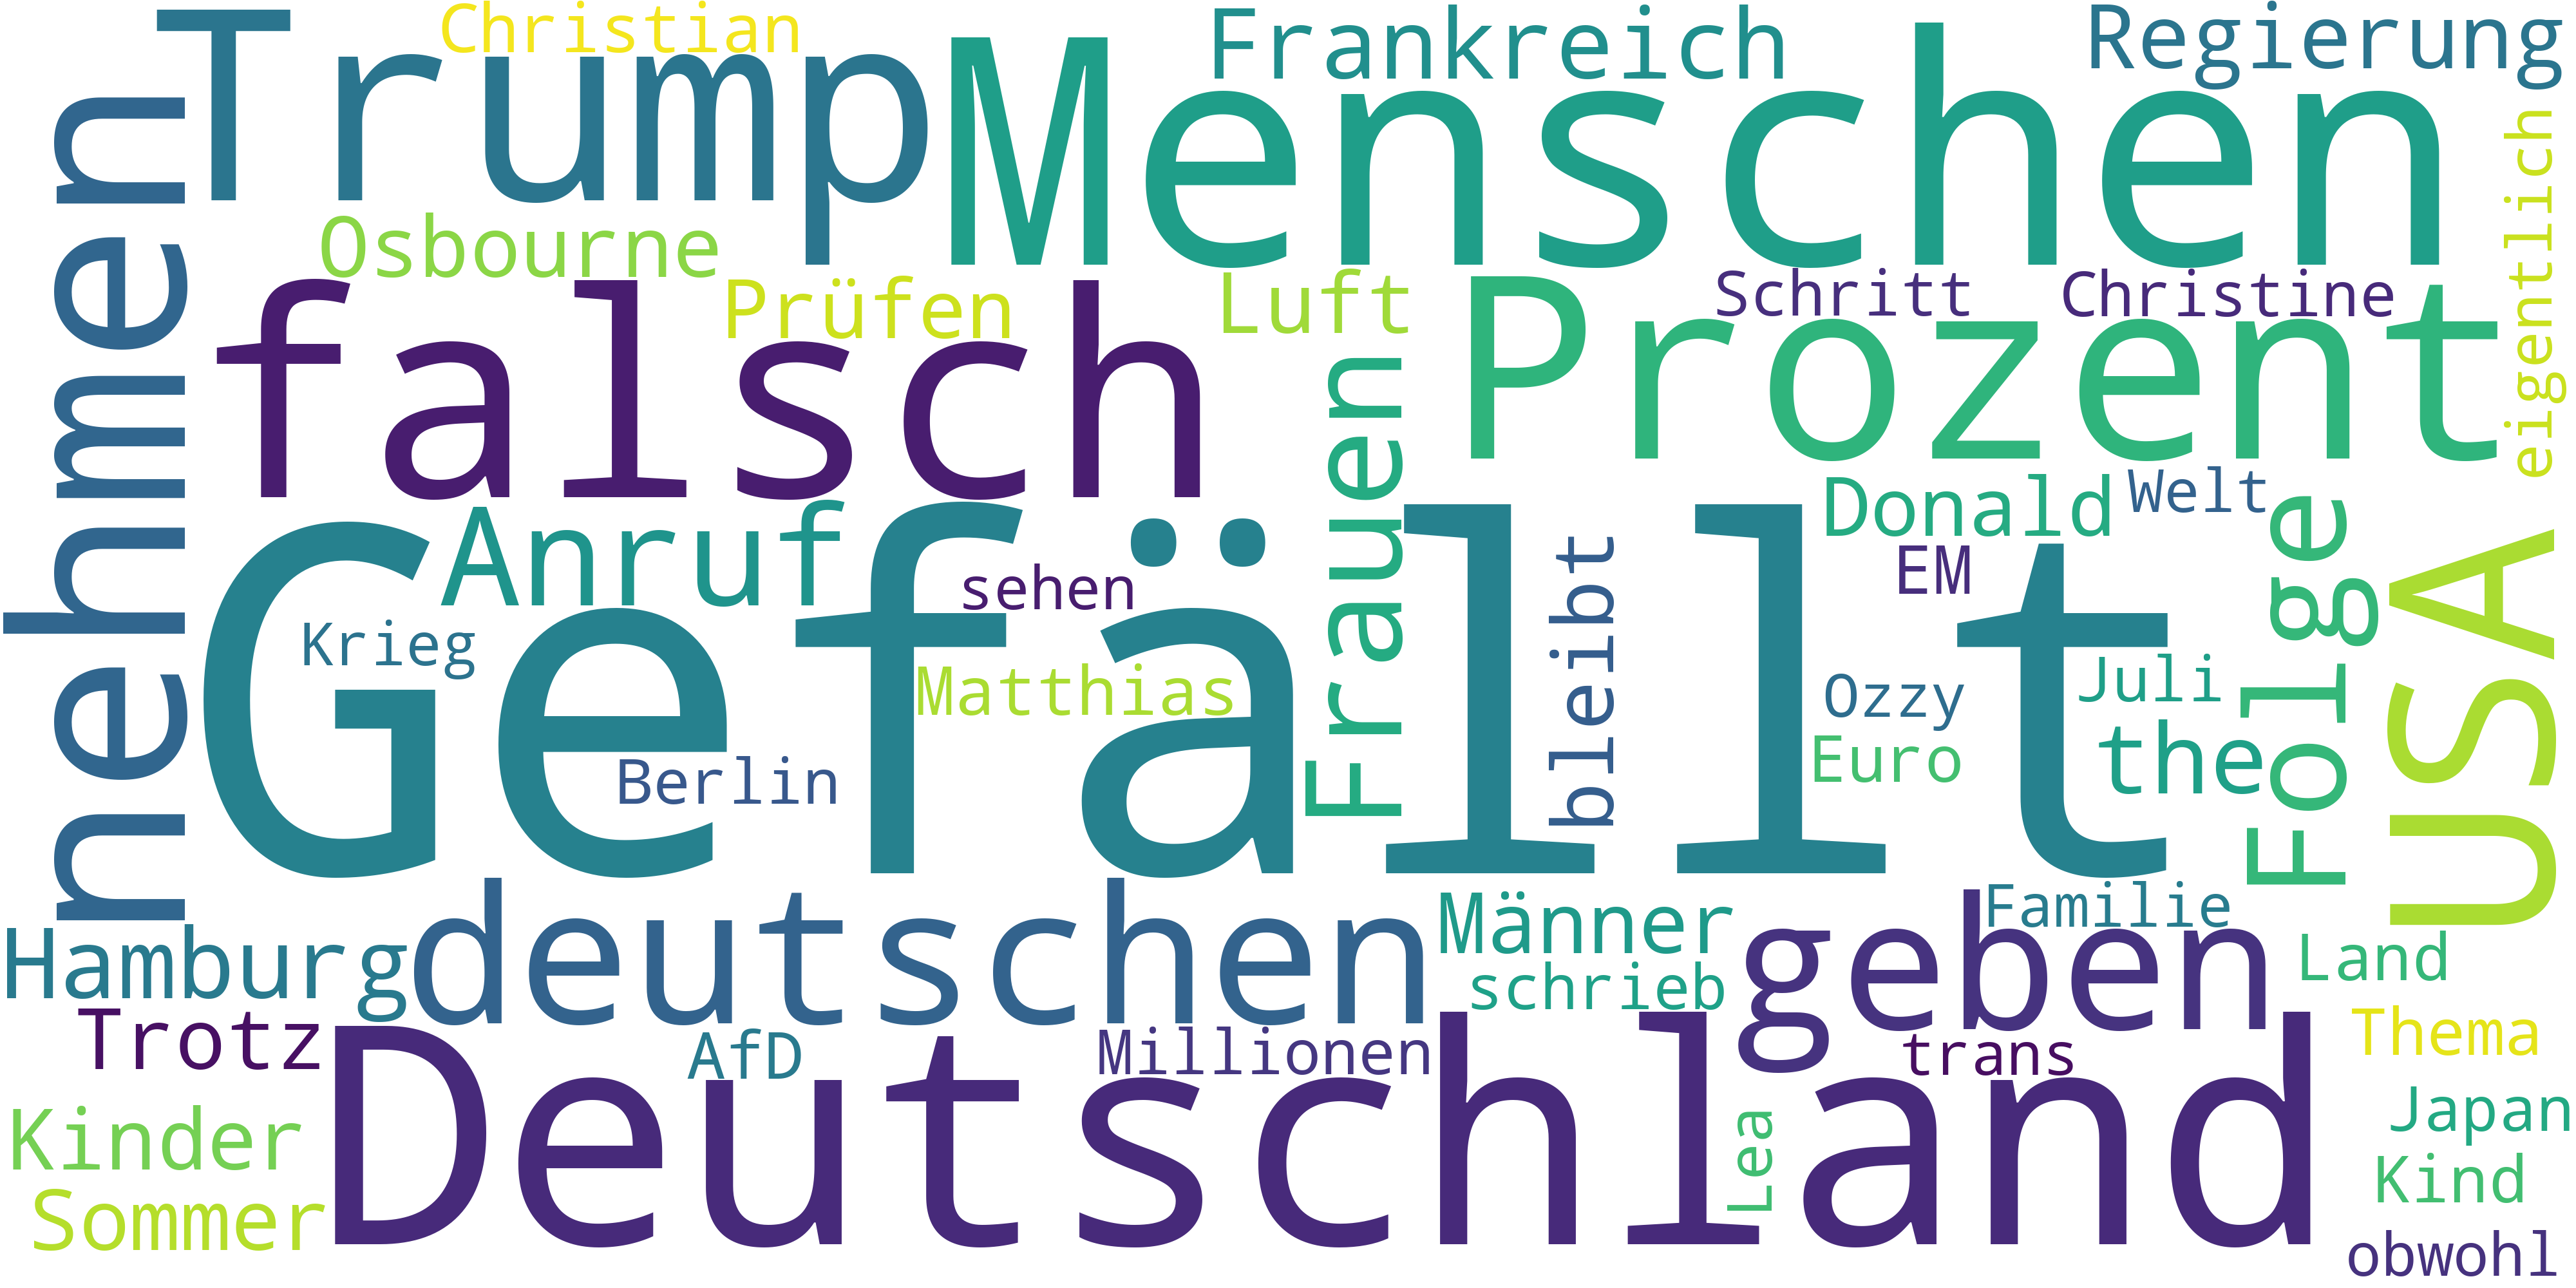 Christian
Trump
Frankreich
Regierung
Menschen
nehmen
eigentlich
Osbourne
Prüfen
Luft
Schritt
Christine
falsch
Prozent
Frauen
Donald
Welt
Anruf
EM
sehen
bleibt
Folge
USA
Gefällt
Krieg
Matthias
Ozzy
Juli
Berlin
Euro
the
deutschen
Männer
Familie
Hamburg
geben
Land
schrieb
Trotz
AfD
Millionen
trans
Thema
Deutschland
Kinder
Lea
Japan
Kind
Sommer
obwohl